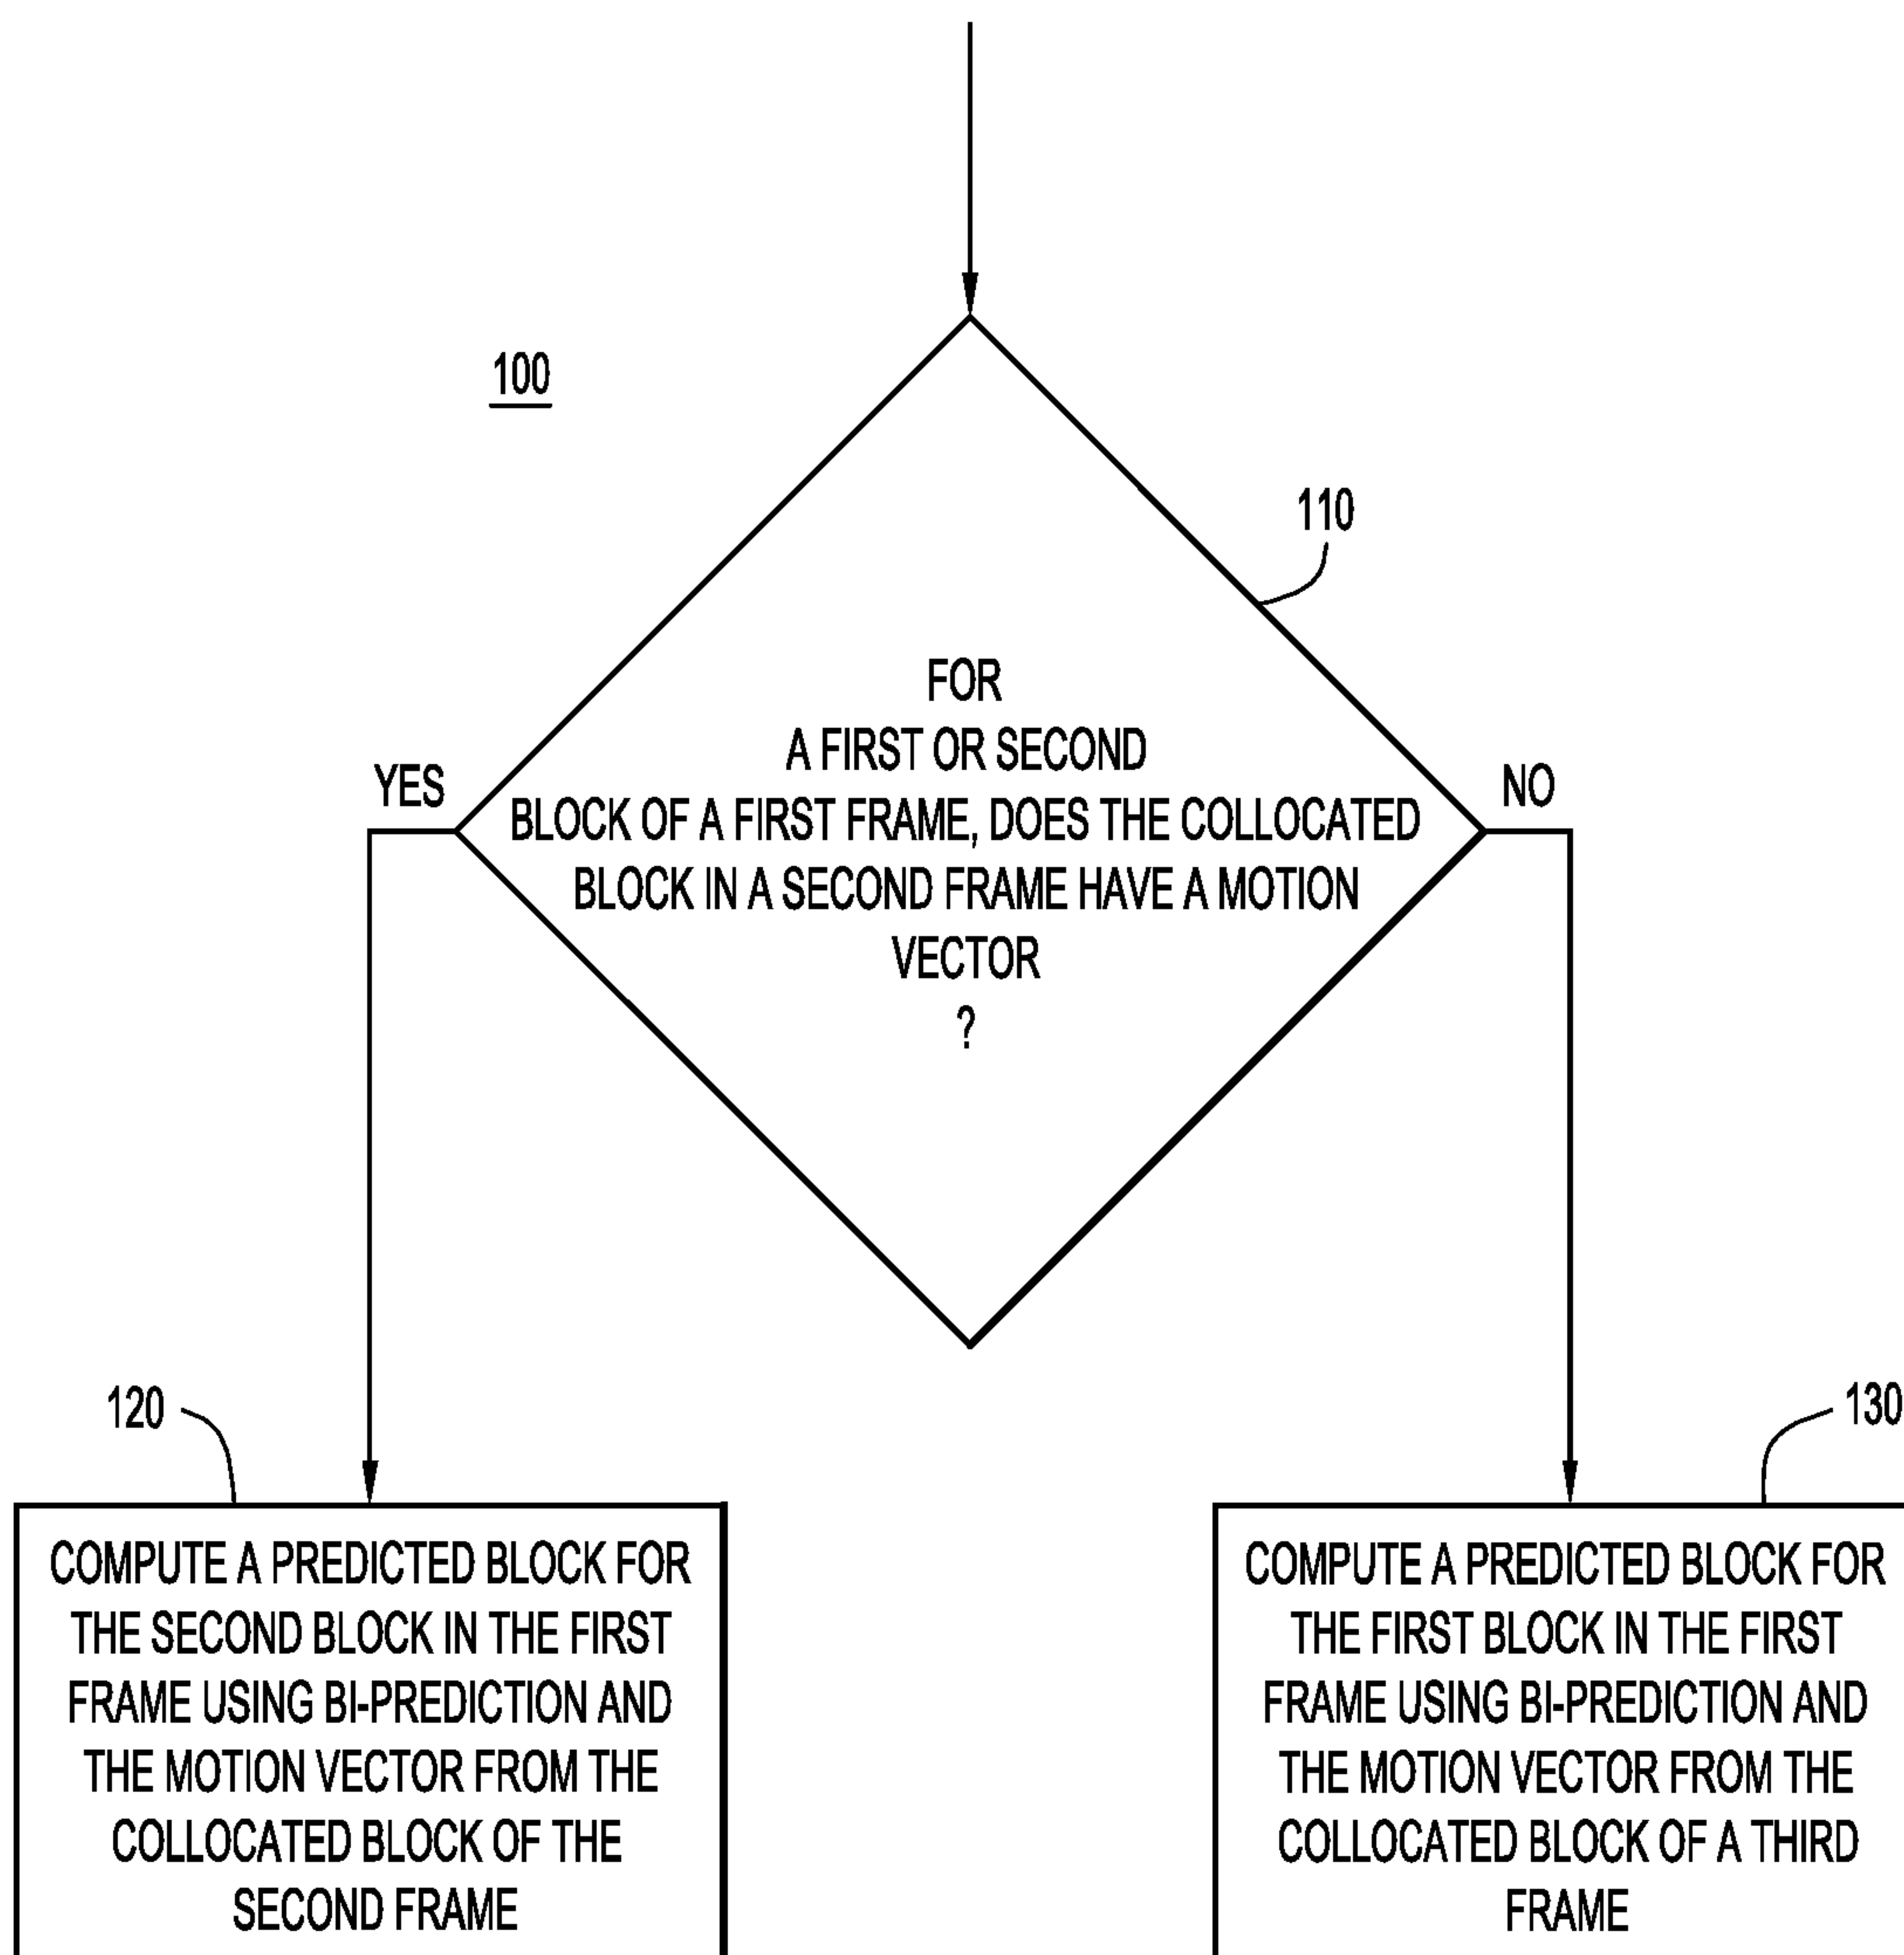 100
110
FOR
A FIRST OR SECOND
BLOCK OF A FIRST FRAME, DOES THE COLLOCATED
BLOCK IN A SECOND FRAME HAVE A MOTION
VECTOR
?
YES
NO
120
COMPUTE A PREDICTED BLOCK FOR
THE SECOND BLOCK IN THE FIRST
FRAME USING BI-PREDICTION AND
THE MOTION VECTOR FROM THE
COLLOCATED BLOCK OF THE
SECOND FRAME
130
COMPUTE A PREDICTED BLOCK FOR
THE FIRST BLOCK IN THE FIRST
FRAME USING BI-PREDICTION AND
THE MOTION VECTOR FROM THE
COLLOCATED BLOCK OF A THIRD
FRAME